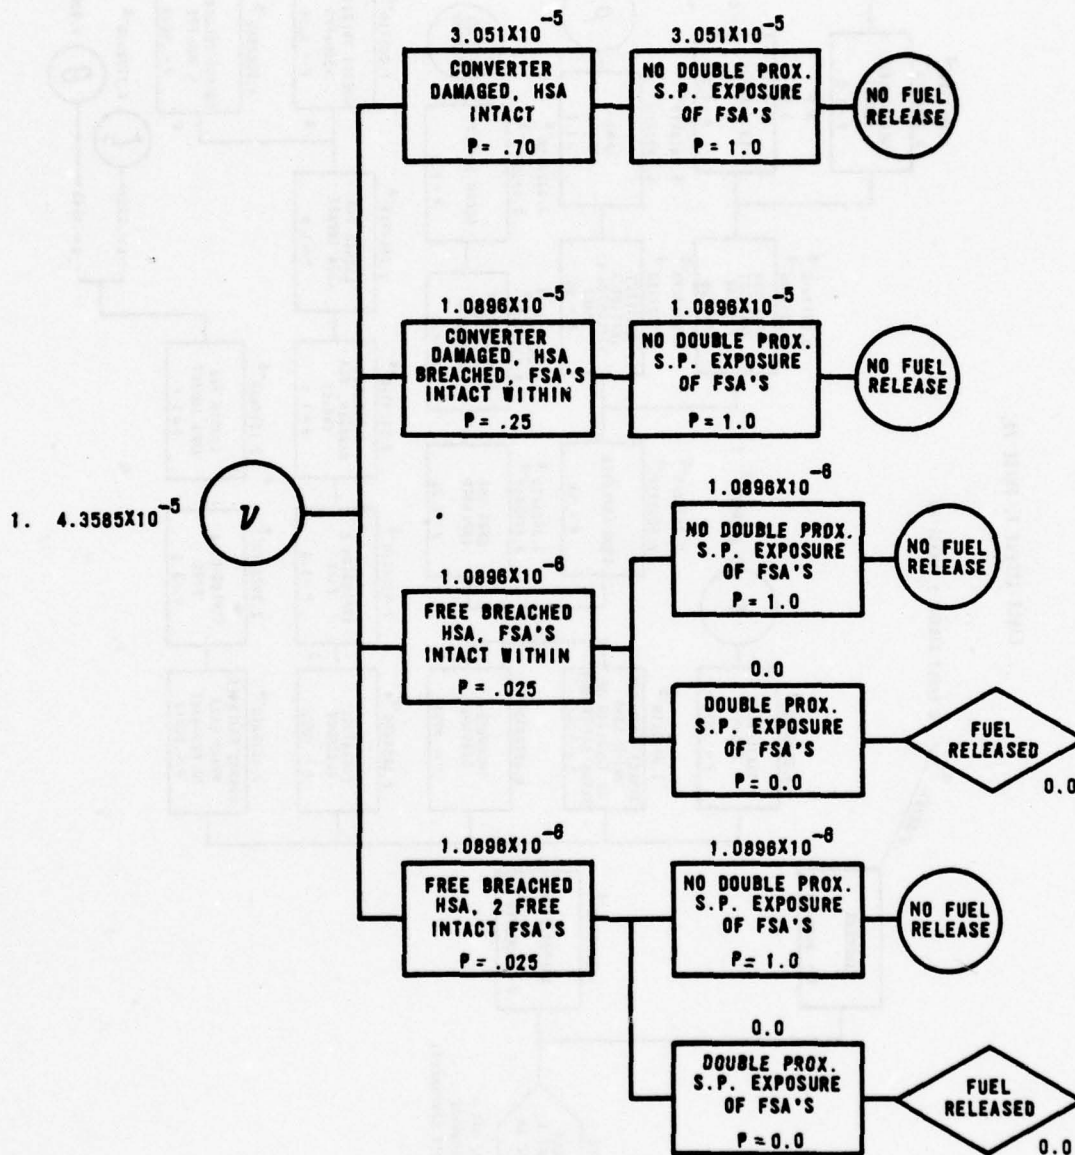 3.051X10⁻⁵
CONVERTER
DAMAGED, HSA
INTACT
P= .70
3.051X10⁻⁵
NO DOUBLE PROX.
S.P. EXPOSURE
OF FSA'S
P= 1.0
NO FUEL
RELEASE
1.0896X10⁻⁵
CONVERTER
DAMAGED, HSA
BREACHED, FSA'S
INTACT WITHIN
P= .25
1.0896X10⁻⁵
NO DOUBLE PROX.
S.P. EXPOSURE
OF FSA'S
P= 1.0
NO FUEL
RELEASE
1. 4.3585X10⁻⁵
ν
1.0896X10⁻⁶
FREE BREACHED
HSA, FSA'S
INTACT WITHIN
P= .025
1.0896X10⁻⁶
NO DOUBLE PROX.
S.P. EXPOSURE
OF FSA'S
P= 1.0
NO FUEL
RELEASE
0.0
DOUBLE PROX.
S.P. EXPOSURE
OF FSA'S
P= 0.0
FUEL
RELEASED
0.0
1.0896X10⁻⁶
FREE BREACHED
HSA, 2 FREE
INTACT FSA'S
P= .025
1.0896X10⁻⁶
NO DOUBLE PROX.
S.P. EXPOSURE
OF FSA'S
P= 1.0
NO FUEL
RELEASE
0.0
DOUBLE PROX.
S.P. EXPOSURE
OF FSA'S
P= 0.0
FUEL
RELEASED
0.0